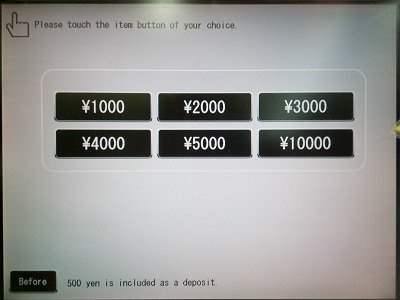 Please touch the item button of your choice.
¥1000 ¥2000 ¥3000
¥4000 ¥5000 ¥10000
Before 500 yen is included as a deposit